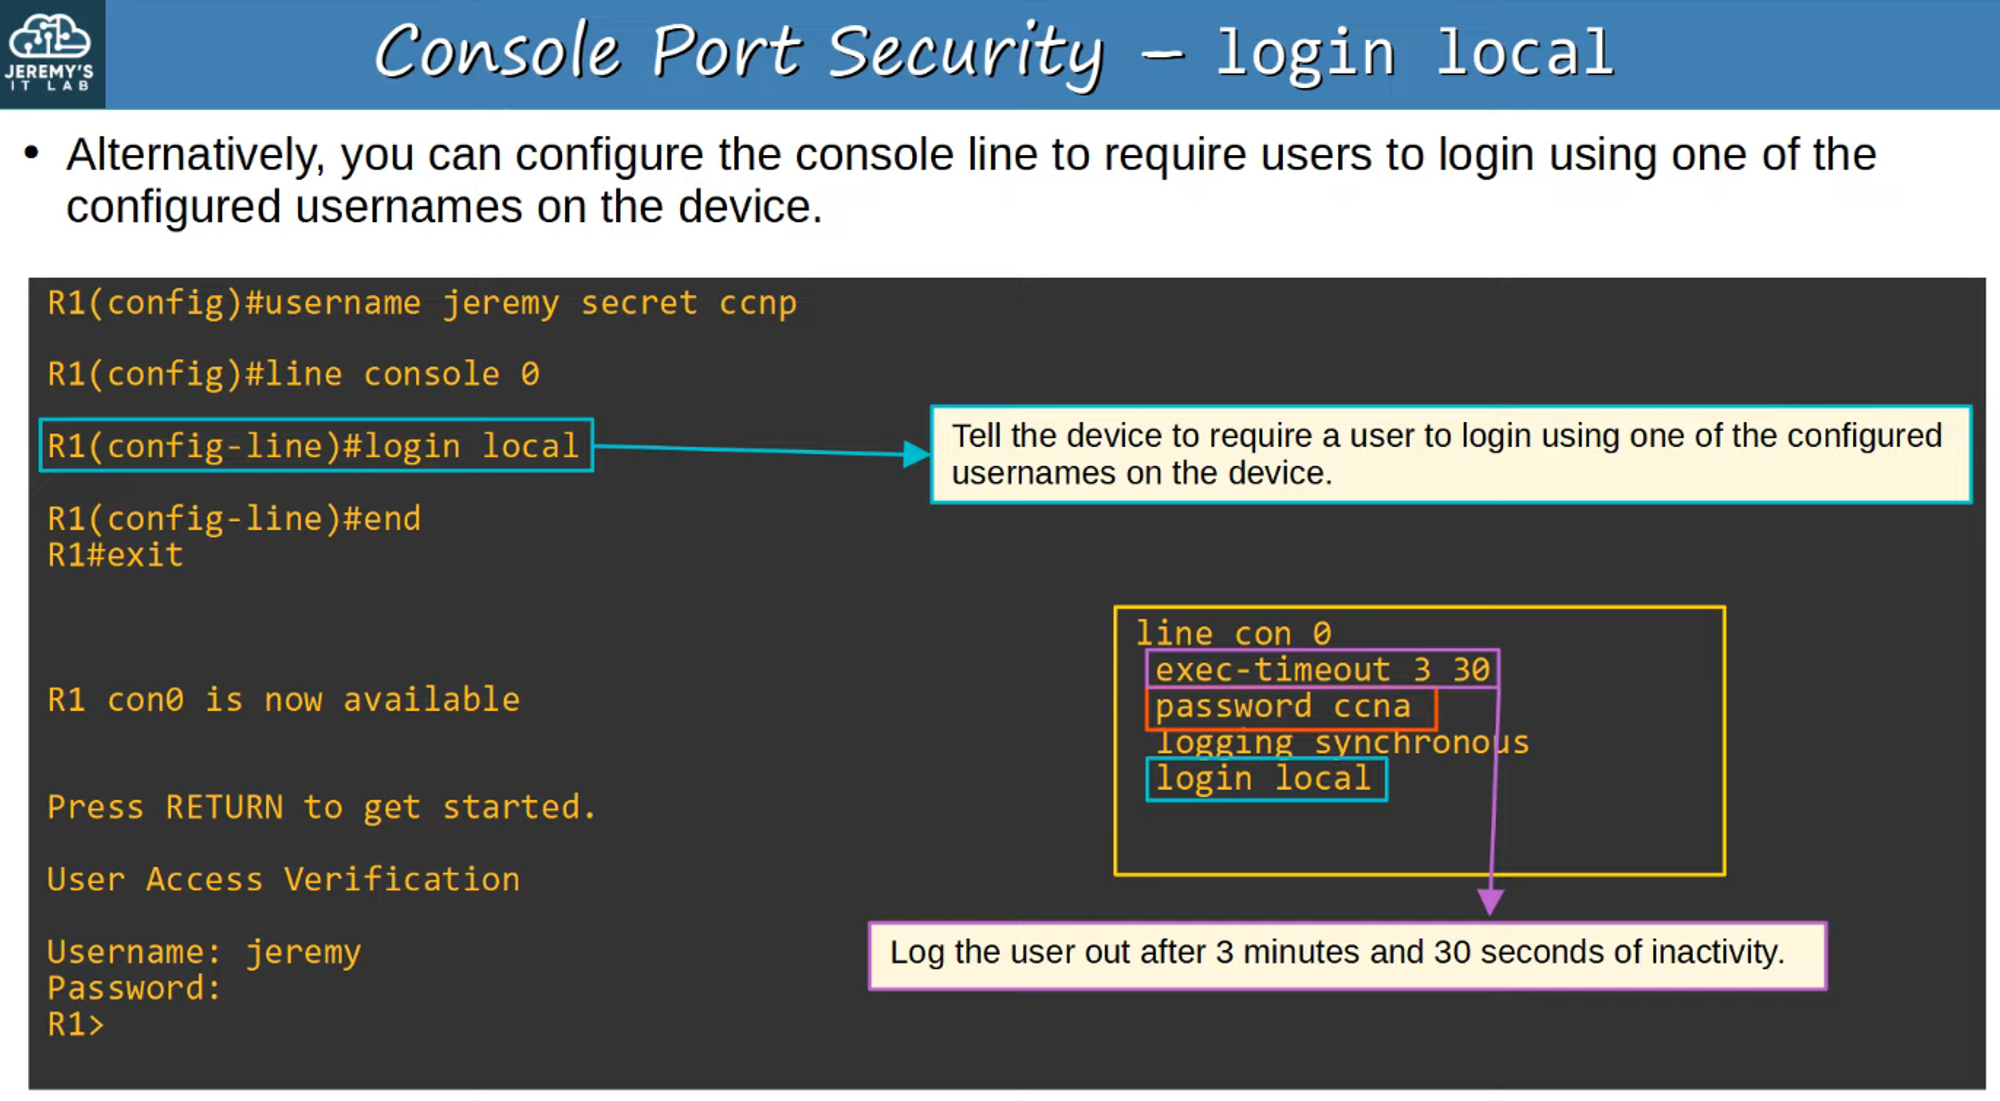 JEREMY'S
IT LAB
Console Port Security – login local
• Alternatively, you can configure the console line to require users to login using one of the
configured usernames on the device.
R1(config)#username jeremy secret ccnp
R1(config)#line console 0
R1(config-line)#login local
Tell the device to require a user to login using one of the configured
usernames on the device.
R1(config-line)#end
R1#exit
R1 con0 is now available
Press RETURN to get started.
User Access Verification
Username: jeremy
Password:
R1>
line con 0
exec-timeout 3 30
password ccna
logging synchronous
login local
Log the user out after 3 minutes and 30 seconds of inactivity.